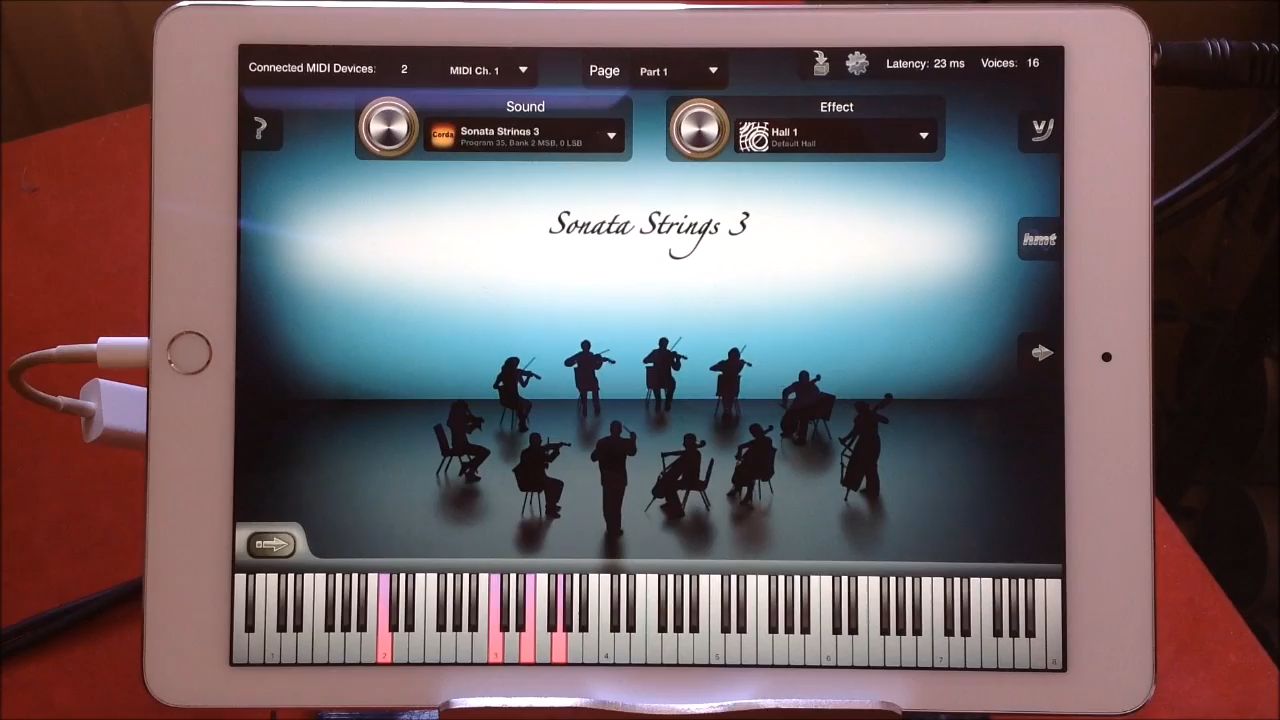 Connected MIDI Devices: 2
MIDI Ch. 1
Page
Part 1
Latency: 23 ms
Voices: 16
?
Sound
Corda
Sonata Strings 3
Program 35, Bank 2 MSB, 0 LSB
Effect
Hall 1
Default Hall
hmt
Sonata Strings 3
1 2 3 4 5 6 7 8